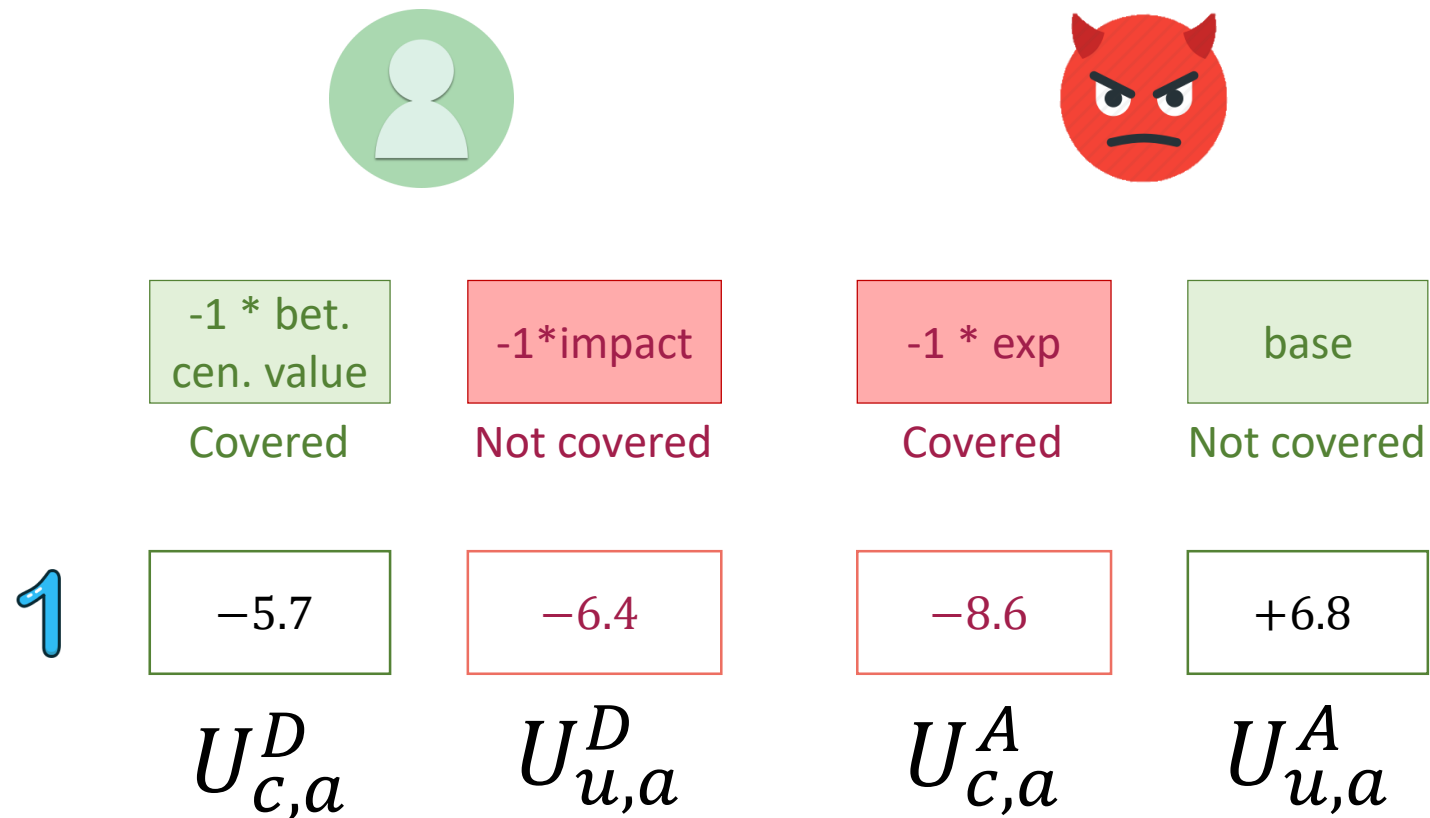 -1 * bet. cen. value
-1*impact
-1 * exp
base
Covered
Not covered
Covered
Not covered
1
−5.7
−6.4
−8.6
+6.8
U^D_{c,a}
U^D_{u,a}
U^A_{c,a}
U^A_{u,a}